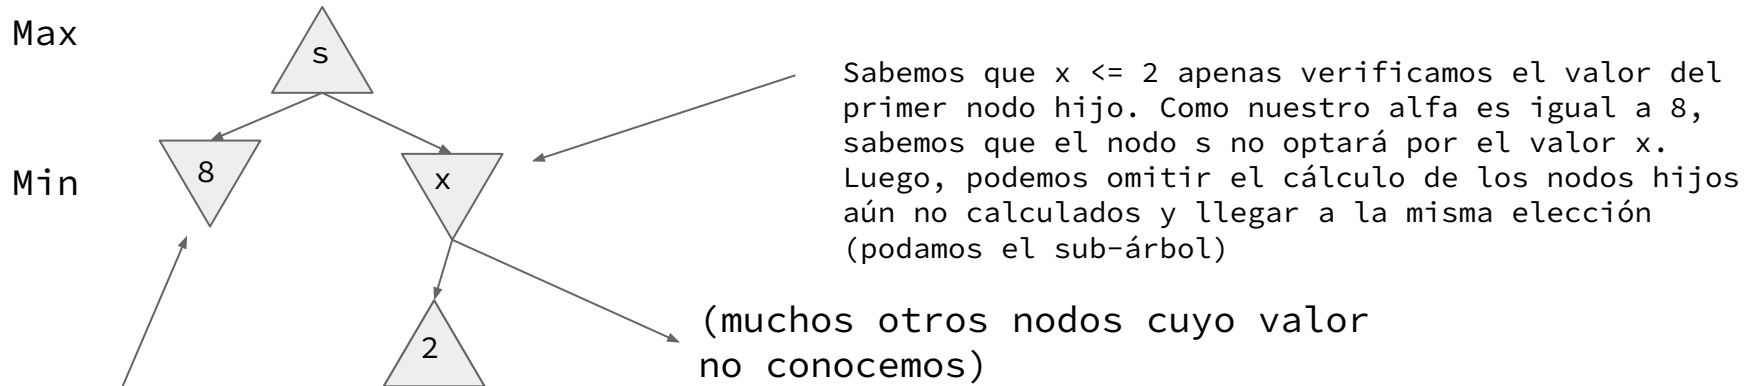 Max
s
Sabemos que x <= 2 apenas verificamos el valor del
primer nodo hijo. Como nuestro alfa es igual a 8,
sabemos que el nodo s no optará por el valor x.
Luego, podemos omitir el cálculo de los nodos hijos
aún no calculados y llegar a la misma elección
(podamos el sub-árbol)
Min
8
x
2
(muchos otros nodos cuyo valor
no conocemos)